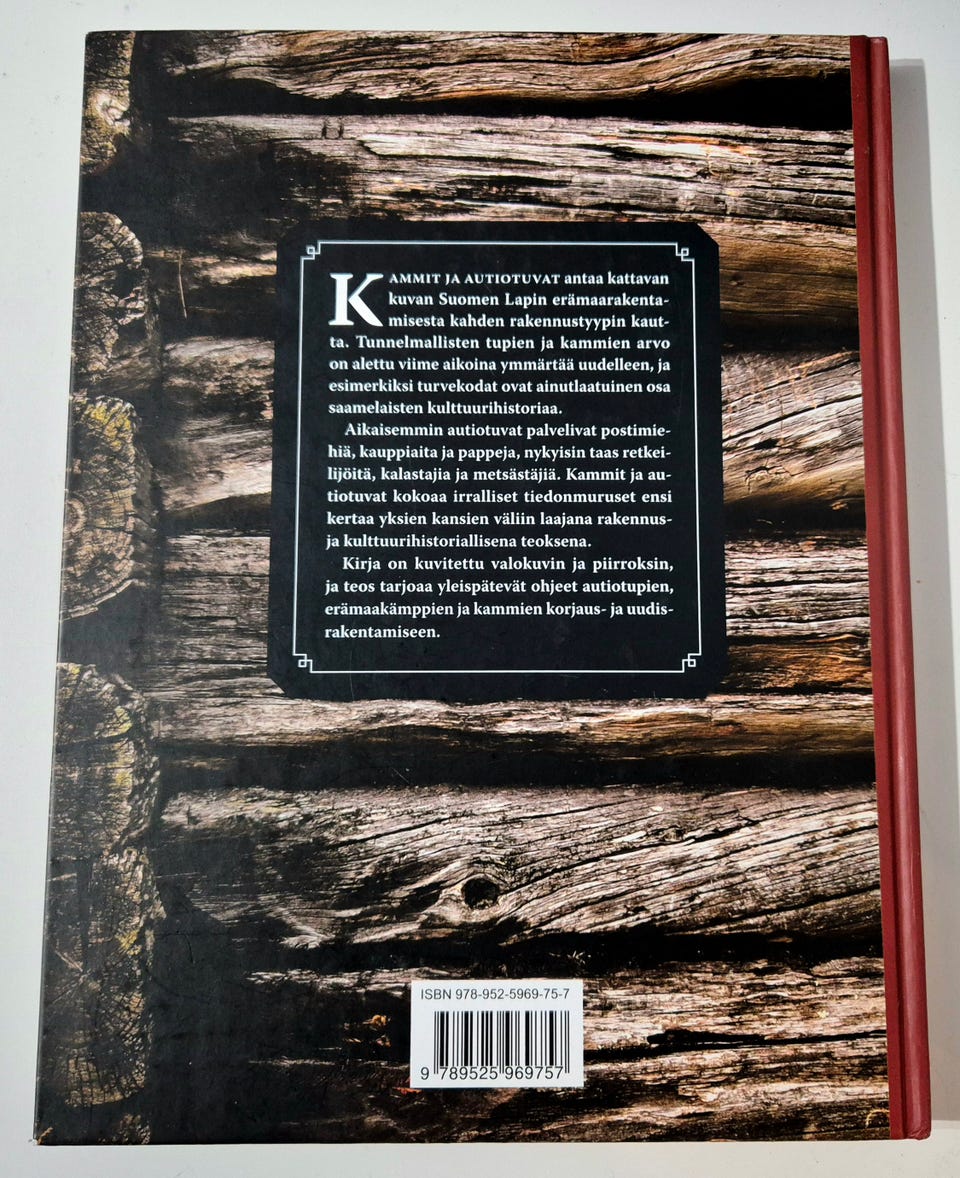 KAMMIT JA AUTIOTUVAT antaa kattavan
kuvan Suomen Lapin erämaarakenta-
misesta kahden rakennustyypin kaut-
ta. Tunnelmallisten tupien ja kammien arvo
on alettu viime aikoina ymmärtää uudelleen, ja
esimerkiksi turvekodat ovat ainutlaatuinen osa
saamelaisten kulttuurihistoriaa.
Aikaisemmin autiotuvat palvelivat postimie-
hiä, kauppiaita ja pappeja, nykyisin taas retkei-
lijöitä, kalastajia ja metsästäjiä. Kammit ja au-
tiotuvat kokoaa irralliset tiedonmuruset ensi
kertaa yksien kansien väliin laajana rakennus-
ja kulttuurihistoriallisena teoksena.
Kirja on kuvitettu valokuvin ja piirroksin,
ja teos tarjoaa yleispätevät ohjeet autiotupien,
erämaakämppien ja kammien korjaus- ja uudis-
rakentamiseen.
ISBN 978-952-5969-75-7
9 789525 969757